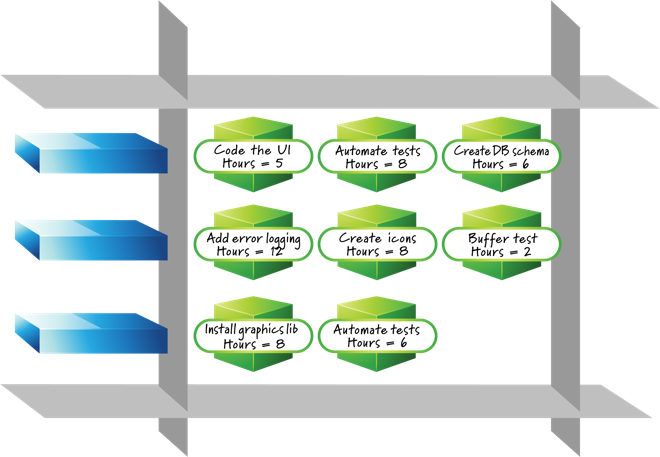 Code the UI
Hours = 5
Automate tests
Hours = 8
Create DB schema
Hours = 6
Add error logging
Hours = 12
Create icons
Hours = 8
Buffer test
Hours = 2
Install graphics lib
Hours = 8
Automate tests
Hours = 6